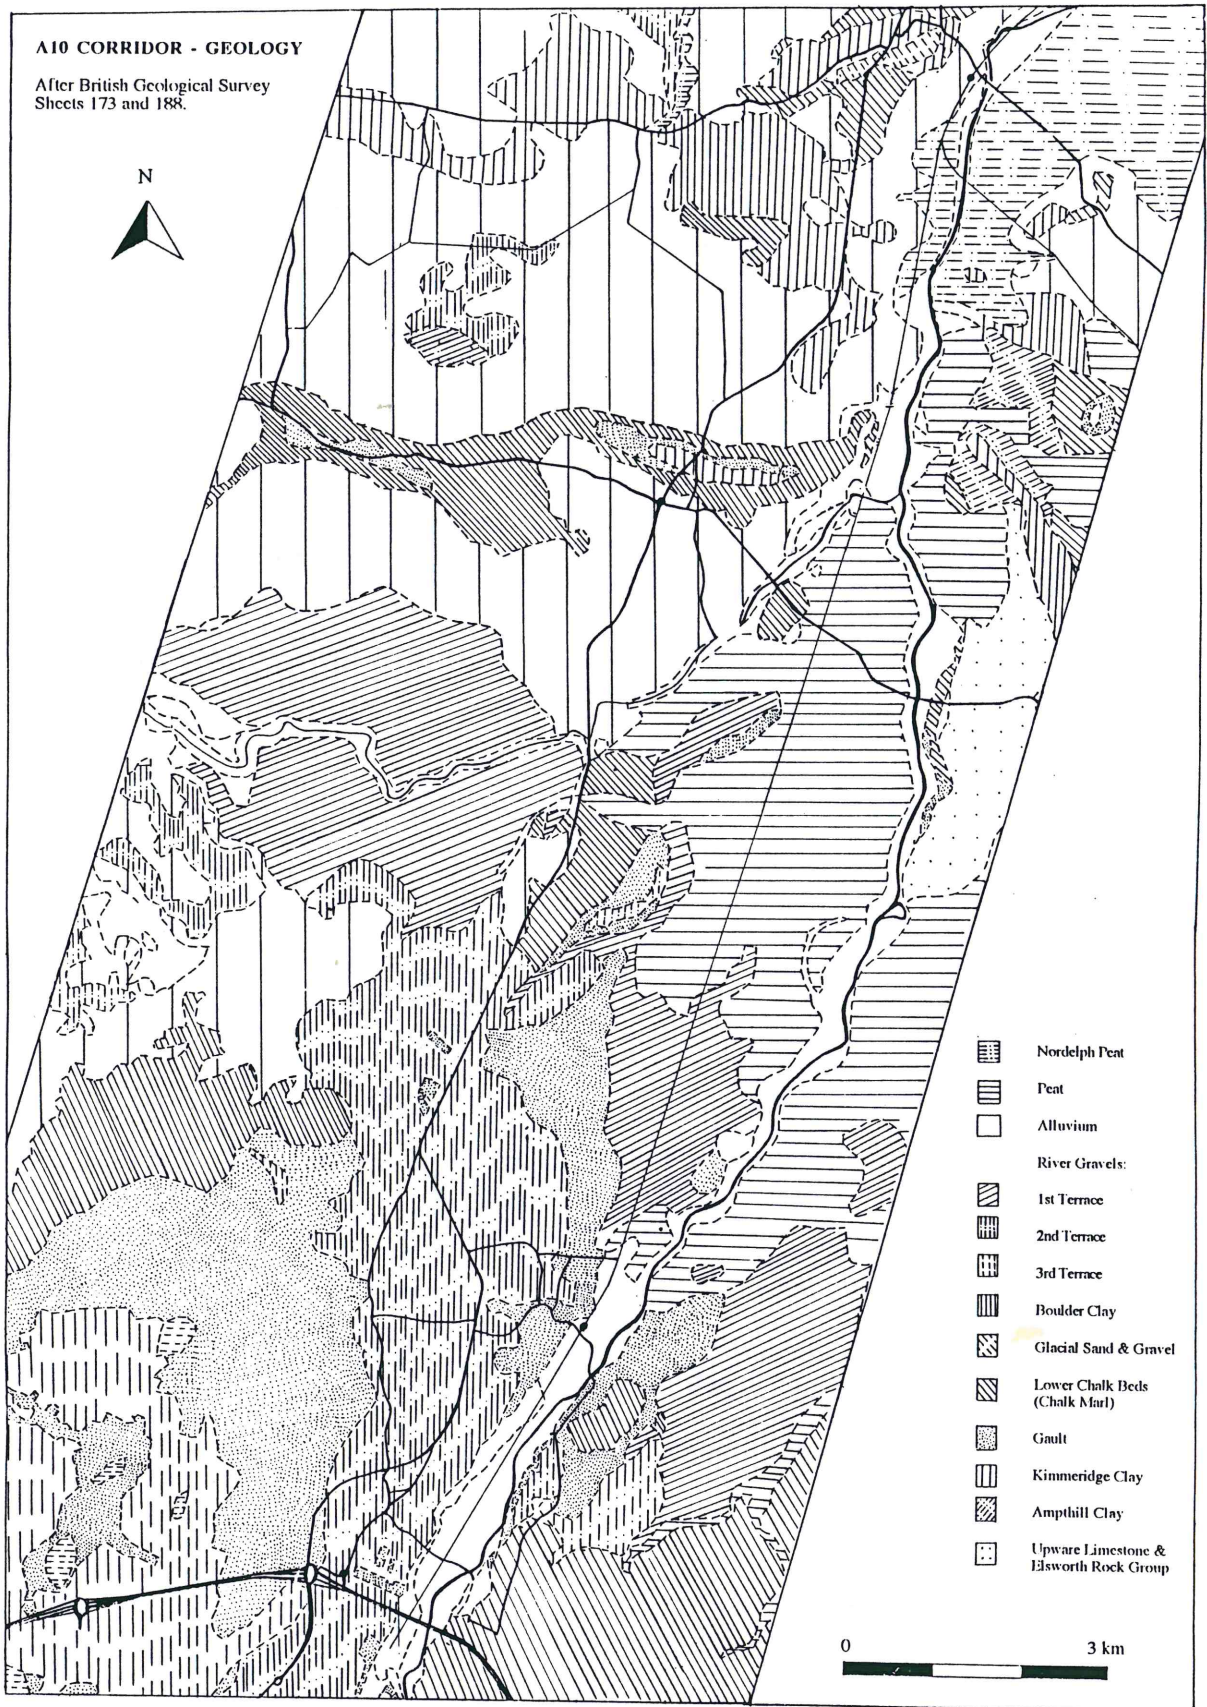 A10 CORRIDOR - GEOLOGY
After British Geological Survey
Sheets 173 and 188.
N
Nordelph Peat
Peat
Alluvium
River Gravels:
1st Terrace
2nd Terrace
3rd Terrace
Boulder Clay
Glacial Sand & Gravel
Lower Chalk Beds
(Chalk Marl)
Gault
Kimmeridge Clay
Ampthill Clay
Upware Limestone &
Elsworth Rock Group
0 3 km